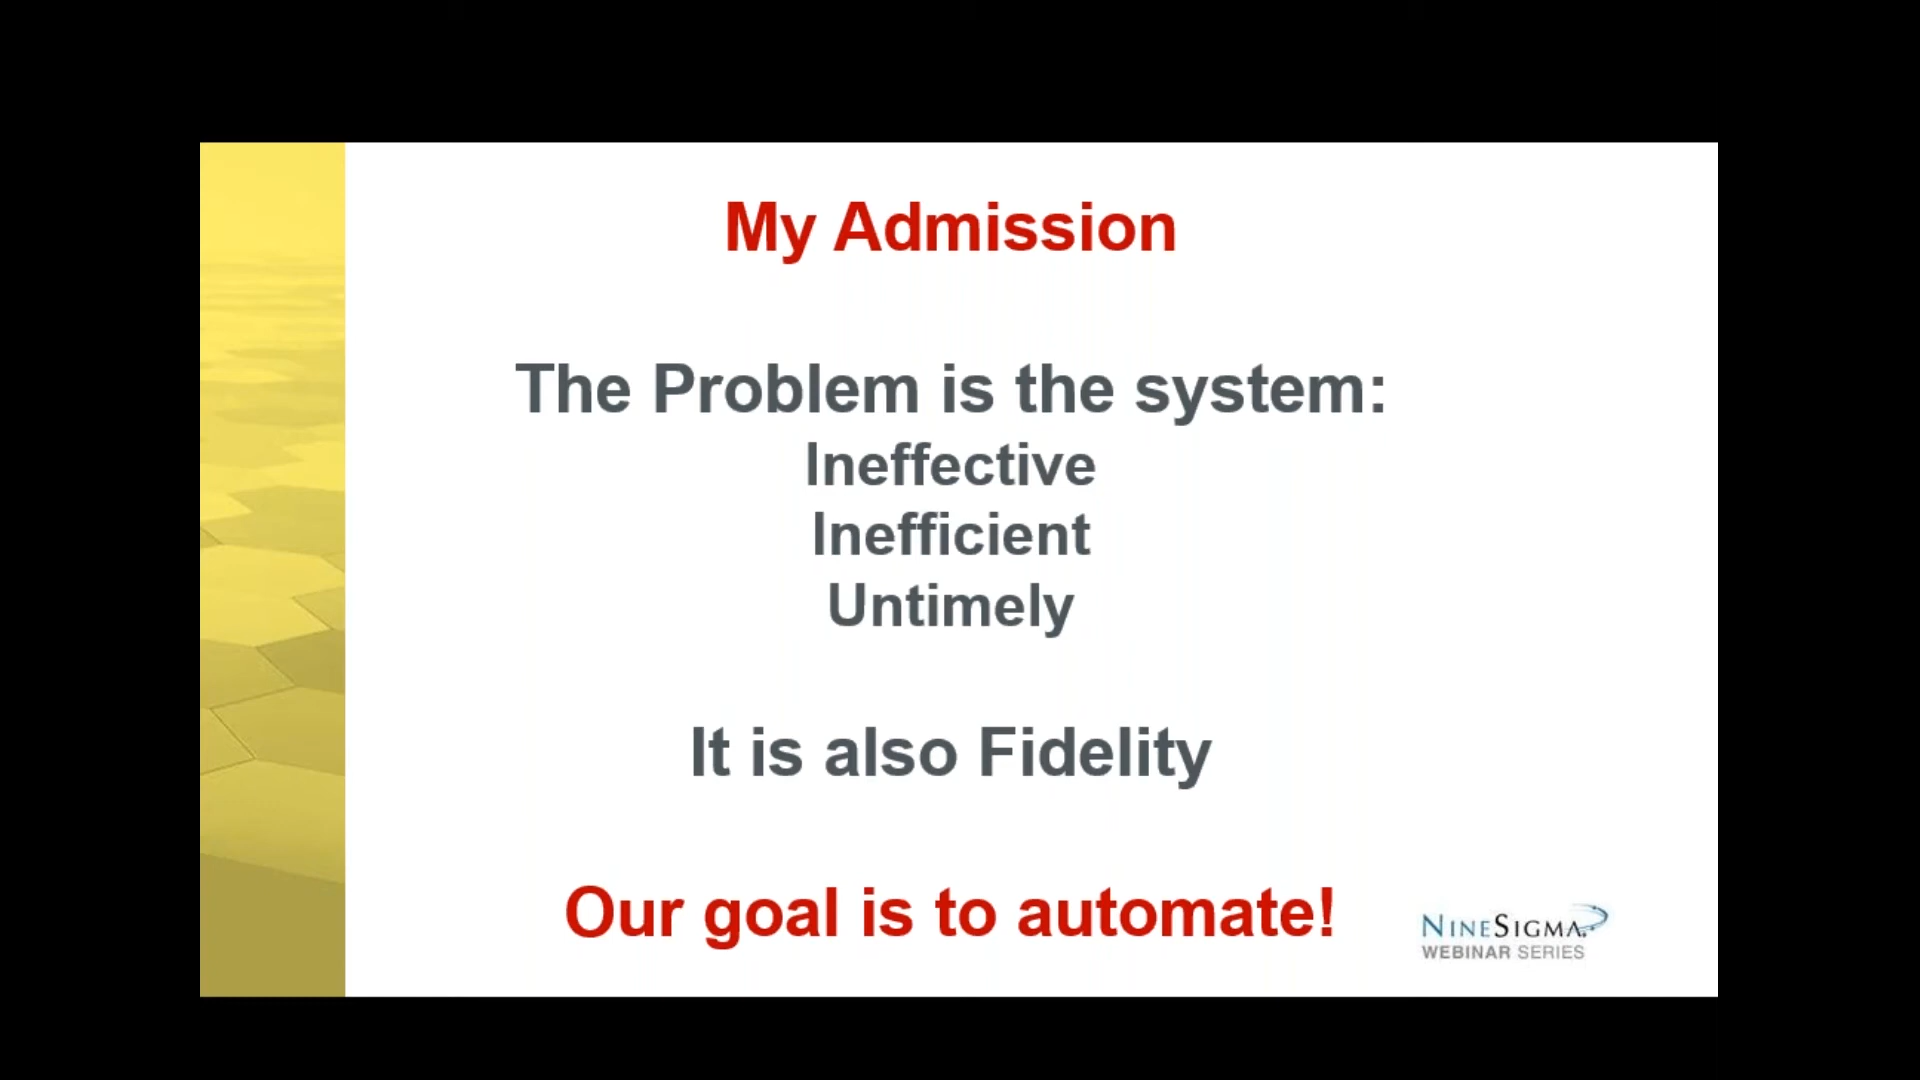 My Admission
The Problem is the system:
Ineffective
Inefficient
Untimely
It is also Fidelity
Our goal is to automate!
NINESIGMA
WEBINAR SERIES